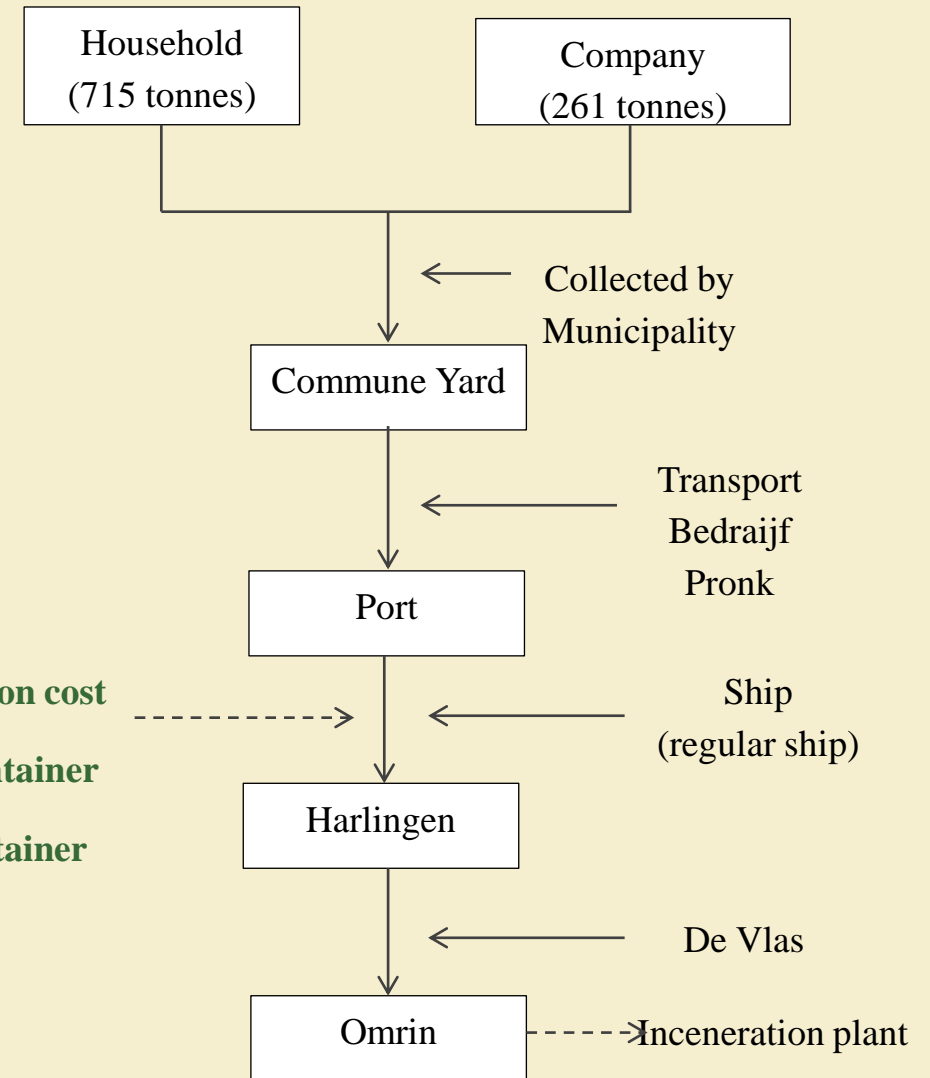 Household
(715 tonnes)
Company
(261 tonnes)
Collected by
Municipality
Commune Yard
Transport
Bedraijf
Pronk
Port
on cost
Ship
(regular ship)
ntainer
Harlingen
tainer
De Vlas
Omrin
Inceneration plant